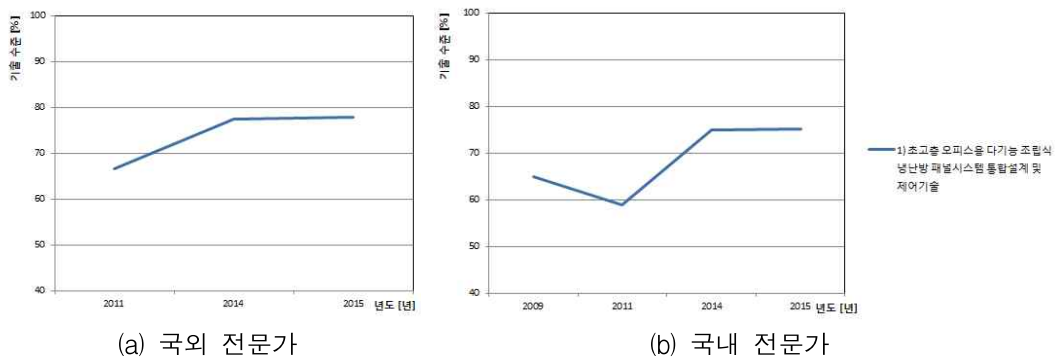 기술 수준 [%]
100
90
80
70
60
50
40
2011
2014
2015
년도 [년]
(a) 국외 전문가
기술 수준 [%]
100
90
80
70
60
50
40
2009
2011
2014
2015
년도 [년]
(b) 국내 전문가
1) 초고층 오피스용 다기능 조립식
냉난방 패널시스템 통합설계 및
제어기술